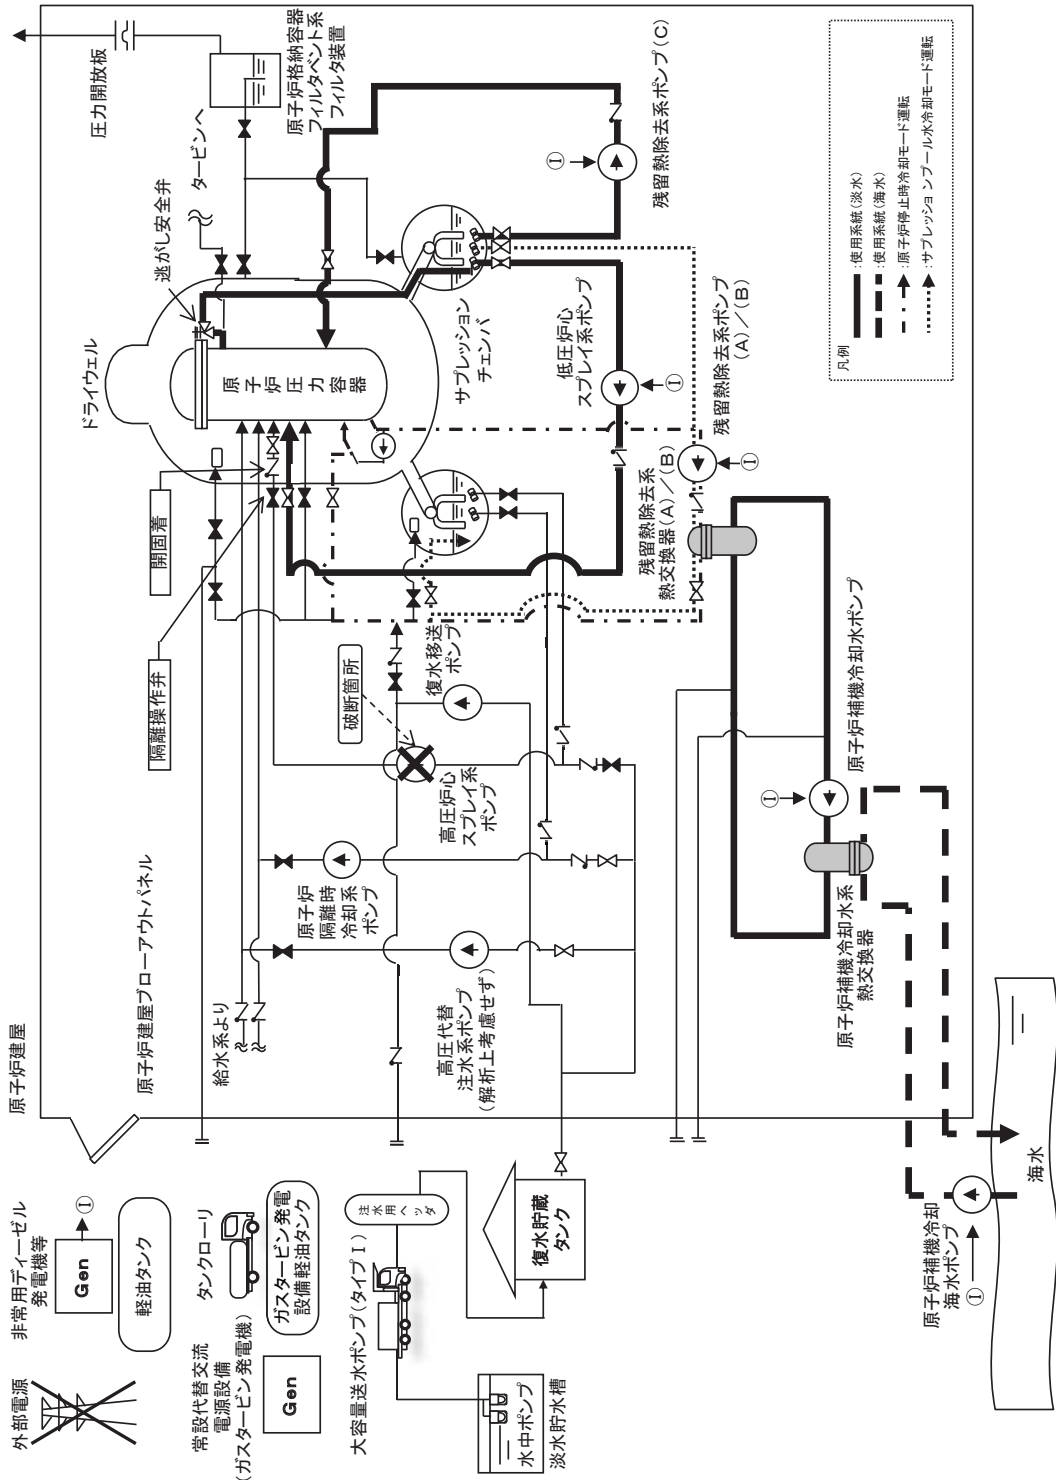 外部電源
非常用ディーゼル
発電機等
Gen
①
軽油タンク
常設代替交流
電源設備
(ガスタービン発電機)
Gen
タンクローリ
ガスタービン発電
設備軽油タンク
大容量送水ポンプ(タイプⅠ)
注水用ヘッダ
水中ポンプ
淡水貯水槽
復水貯蔵
タンク
原子炉建屋
原子炉建屋ブローアウトパネル
給水系より
高圧代替
注水系ポンプ
(解析上考慮せず)
原子炉
隔離時
冷却系
ポンプ
高圧炉心
スプレイ系
ポンプ
破断箇所
復水移送
ポンプ
隔離操作弁
開固着
ドライウェル
逃がし安全弁
タービンへ
圧力開放板
原子炉格納容器
フィルタベント系
フィルタ装置
原子炉圧力容器
サプレッション
チェンバ
低圧炉心
スプレイ系ポンプ
①
残留熱除去系ポンプ(C)
①
残留熱除去系ポンプ
(A)/(B)
①
残留熱除去系
熱交換器(A)/(B)
原子炉補機冷却水ポンプ
①
原子炉補機冷却水系
熱交換器
原子炉補機冷却
海水ポンプ
①
海水
凡例
:使用系統(淡水)
:使用系統(海水)
:原子炉停止時冷却モード運転
:サプレッションプール水冷却モード運転